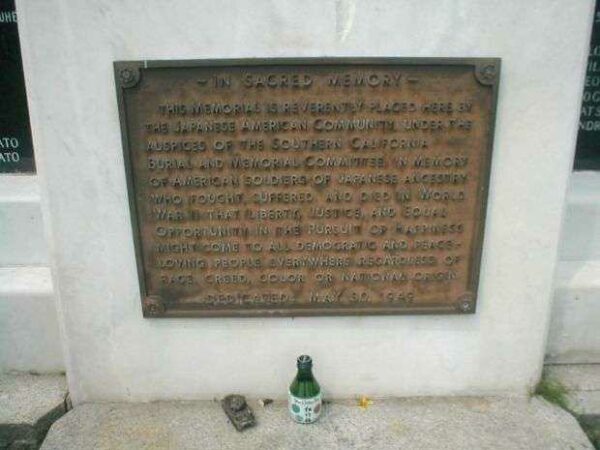 UHE
ATO
ATO
— IN SACRED MEMORY —
THIS MEMORIAL IS REVERENTLY PLACED HERE BY
THE JAPANESE AMERICAN COMMUNITY, UNDER THE
AUSPICES OF THE SOUTHERN CALIFORNIA
BURIAL AND MEMORIAL COMMITTEE, IN MEMORY
OF AMERICAN SOLDIERS OF JAPANESE ANCESTRY
WHO FOUGHT, SUFFERED, AND DIED IN WORLD
WAR II THAT LIBERTY, JUSTICE, AND EQUAL
OPPORTUNITY IN THE PURSUIT OF HAPPINESS
MIGHT COME TO ALL DEMOCRATIC AND PEACE-
LOVING PEOPLE EVERYWHERE REGARDLESS OF
RACE, CREED, COLOR OR NATIONAL ORIGIN.
DEDICATED: MAY 30, 1949